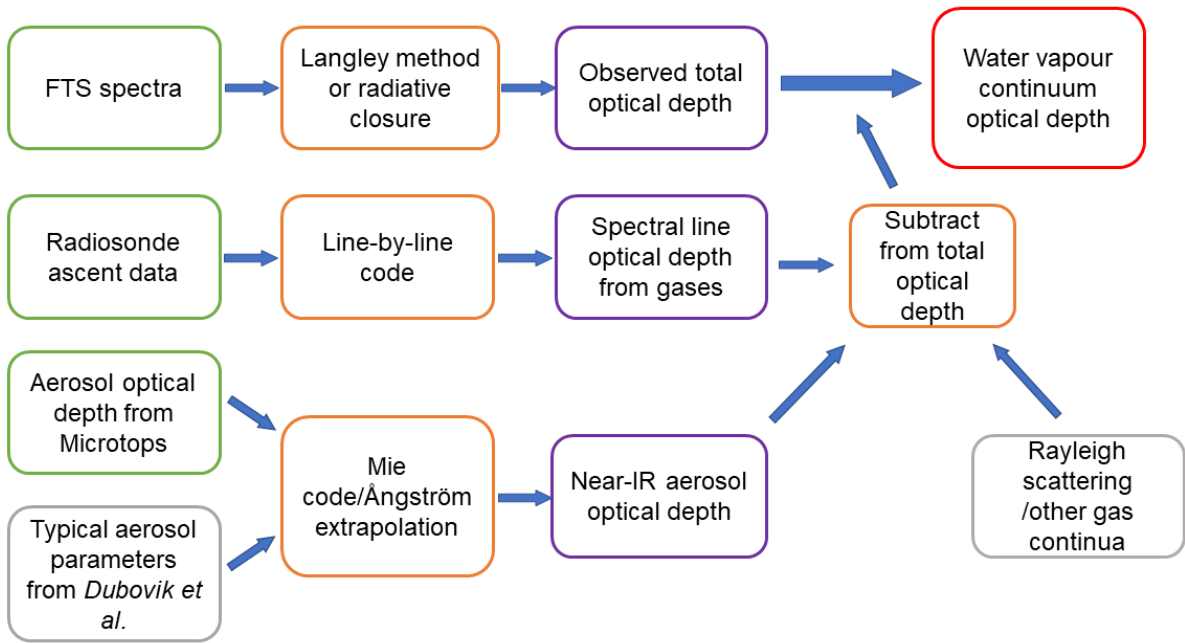 FTS spectra
Langley method
or radiative
closure
Observed total
optical depth
Water vapour
continuum
optical depth
Radiosonde
ascent data
Line-by-line
code
Spectral line
optical depth
from gases
Subtract
from total
optical
depth
Aerosol optical
depth from
Microtops
Typical aerosol
parameters
from Dubovik et
al.
Mie
code/Ångström
extrapolation
Near-IR aerosol
optical depth
Rayleigh
scattering
/other gas
continua